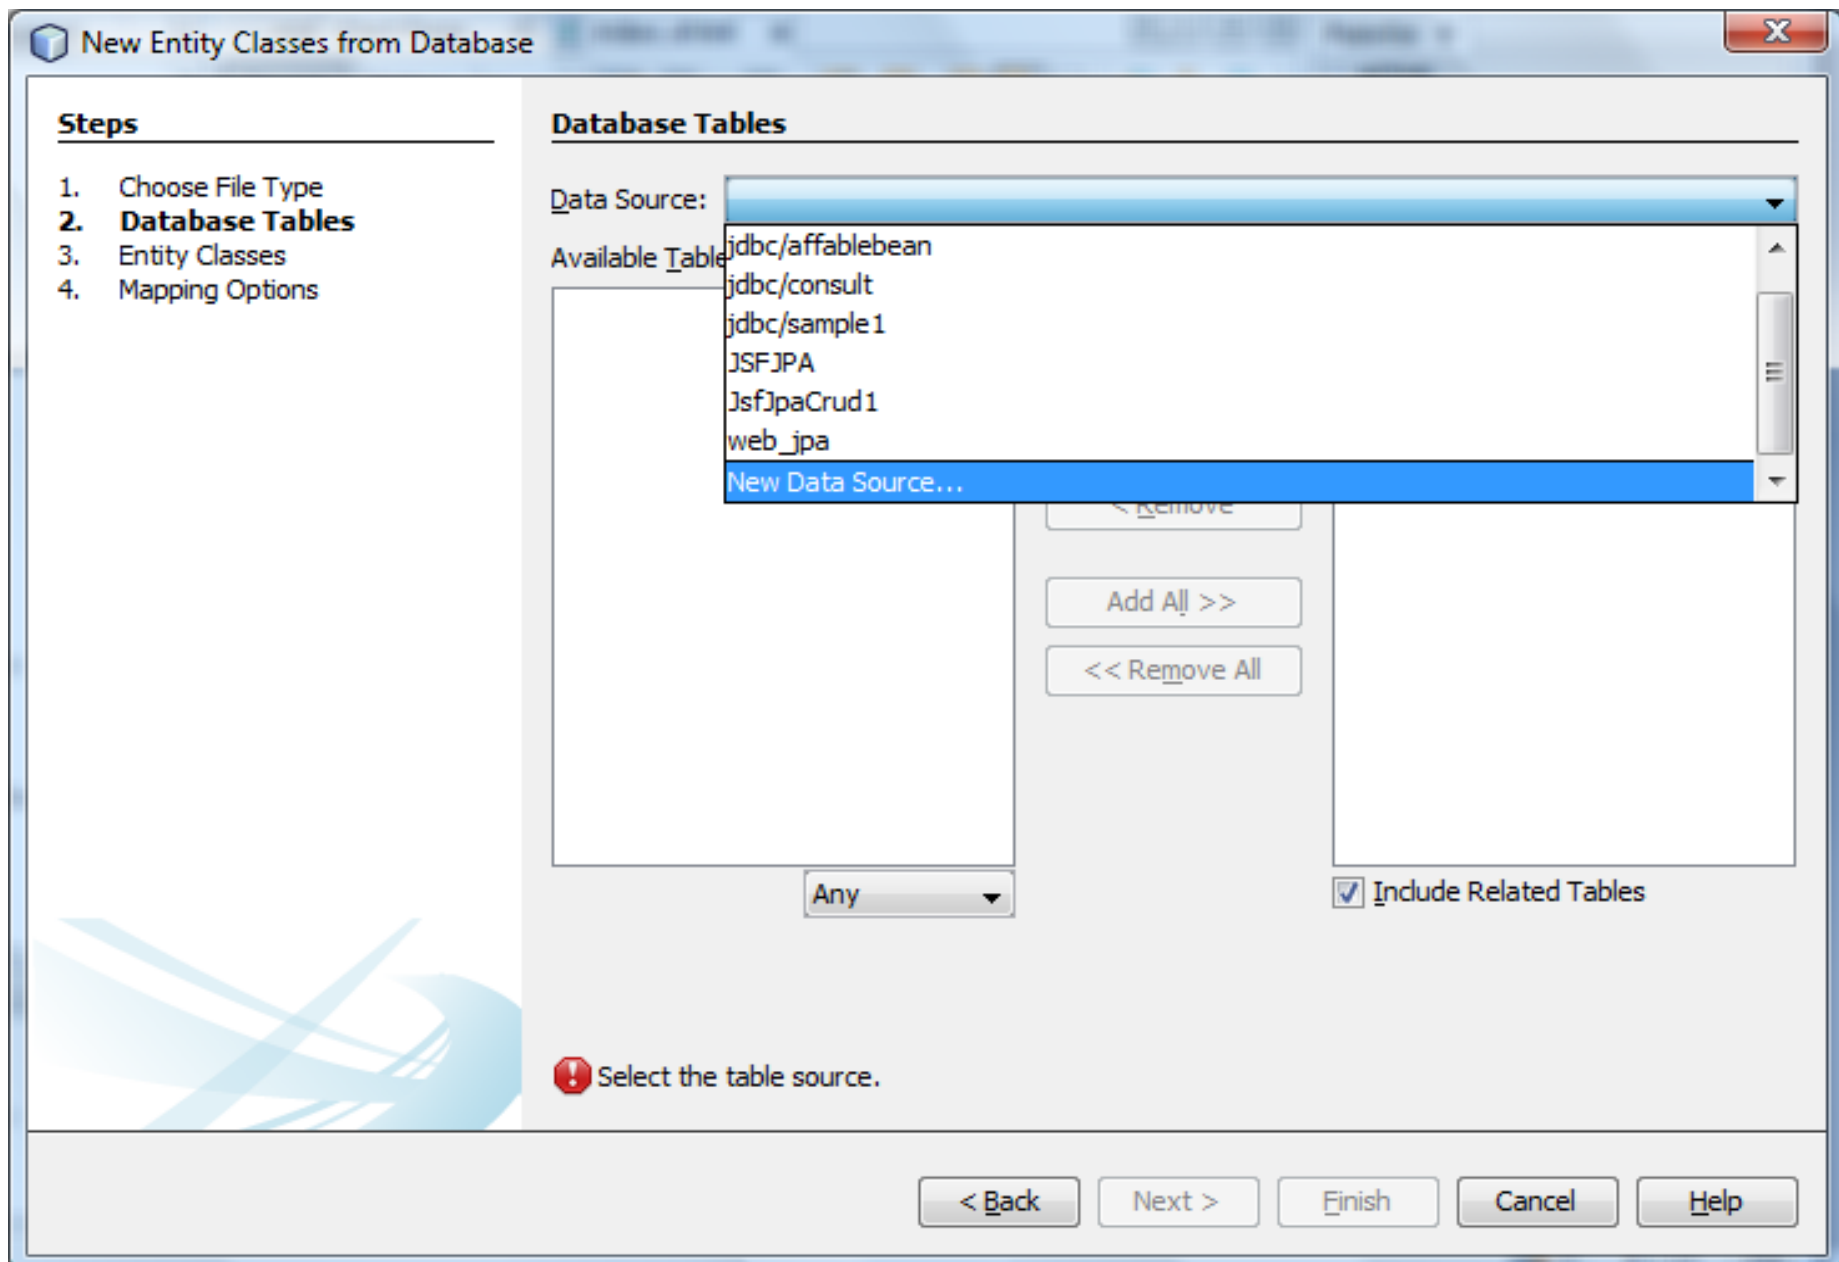 New Entity Classes from Database
X
Steps
1. Choose File Type
2. Database Tables
3. Entity Classes
4. Mapping Options
Database Tables
Data Source:
jdbc/affablebean
jdbc/consult
jdbc/sample1
JSFJPA
JsfJpaCrud1
web_jpa
New Data Source...
Available Table
< Remove
Add All >>
<< Remove All
Any
Include Related Tables
Select the table source.
< Back
Next >
Finish
Cancel
Help